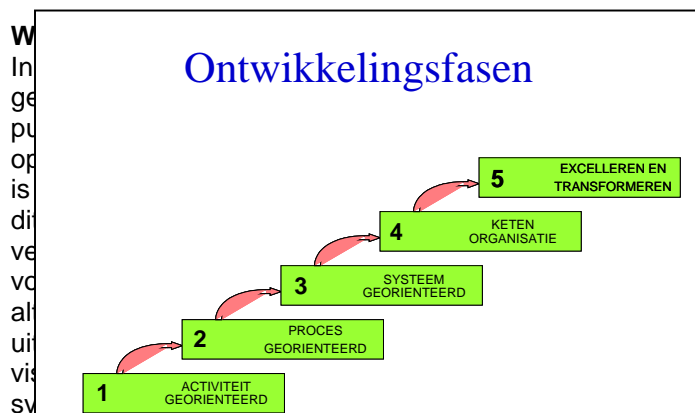 Ontwikkelingsfasen
5 EXCELLEREN EN
TRANSFORMEREN
4 KETEN
ORGANISATIE
3 SYSTEEM
GEORIENTEERD
2 PROCES
GEORIENTEERD
1 ACTIVITEIT
GEORIENTEERD